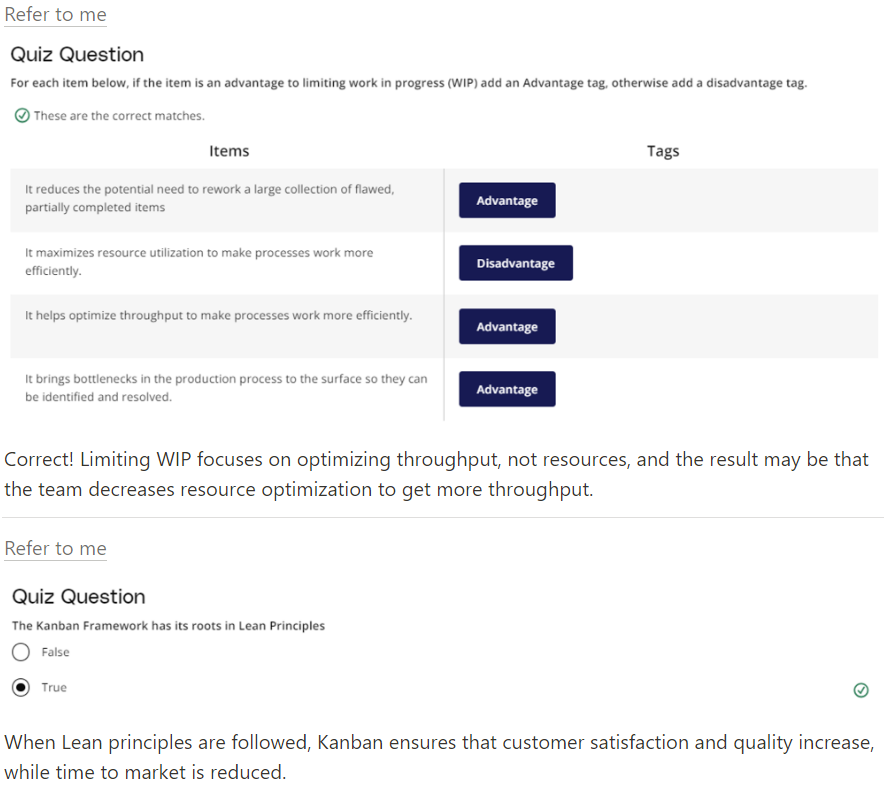 Refer to me
Quiz Question
For each item below, if the item is an advantage to limiting work in progress (WIP) add an Advantage tag, otherwise add a disadvantage tag.
These are the correct matches.
Items
Tags
It reduces the potential need to rework a large collection of flawed,
partially completed items
Advantage
It maximizes resource utilization to make processes work more
efficiently.
Disadvantage
It helps optimize throughput to make processes work more efficiently.
Advantage
It brings bottlenecks in the production process to the surface so they can
be identified and resolved.
Advantage
Correct! Limiting WIP focuses on optimizing throughput, not resources, and the result may be that
the team decreases resource optimization to get more throughput.
Refer to me
Quiz Question
The Kanban Framework has its roots in Lean Principles
False
True
When Lean principles are followed, Kanban ensures that customer satisfaction and quality increase,
while time to market is reduced.